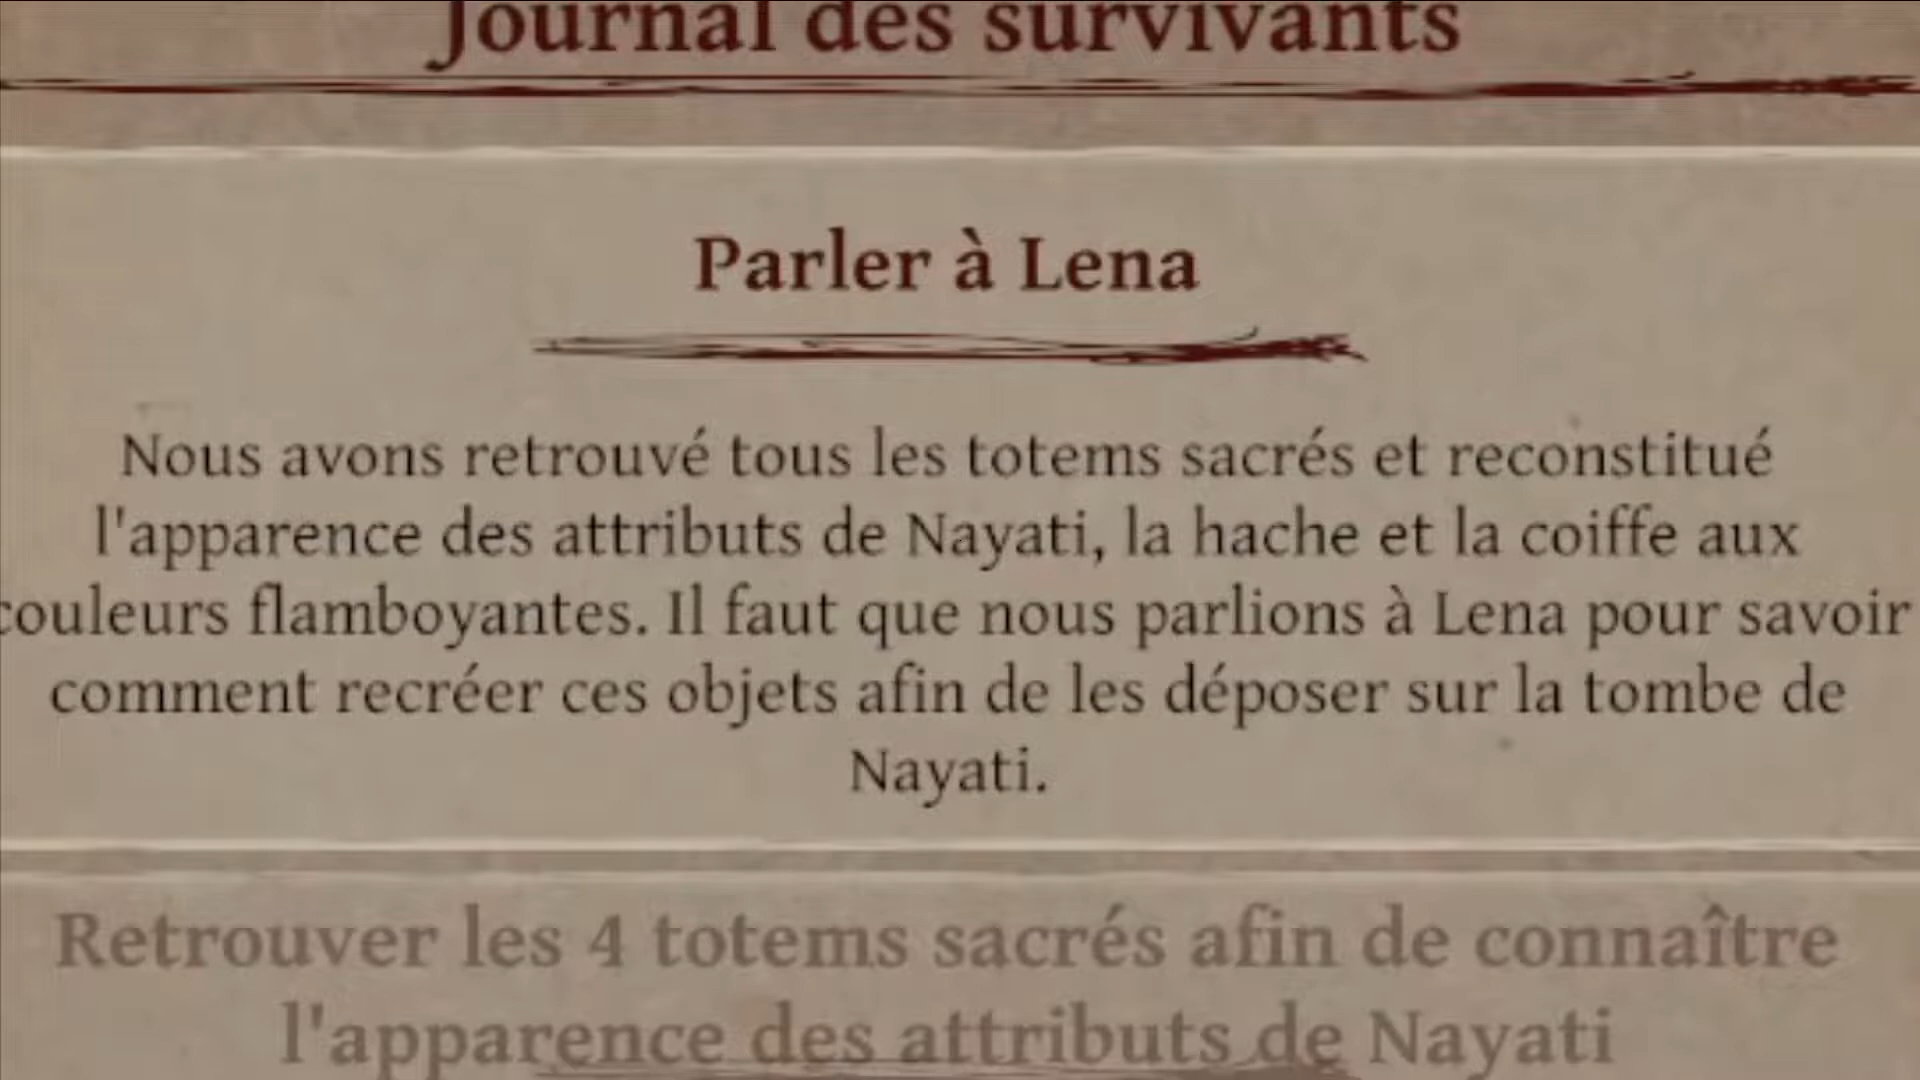 Journal des survivants
Parler à Lena
Nous avons retrouvé tous les totems sacrés et reconstitué
l'apparence des attributs de Nayati, la hache et la coiffe aux
couleurs flamboyantes. Il faut que nous parlions à Lena pour savoir
comment recréer ces objets afin de les déposer sur la tombe de
Nayati.
Retrouver les 4 totems sacrés afin de connaître
l'apparence des attributs de Nayati